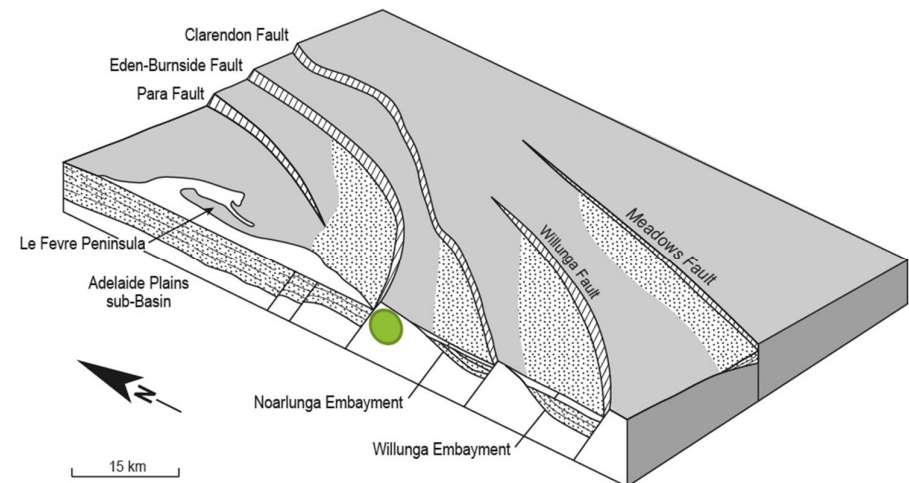 Clarendon Fault
Eden-Burnside Fault
Para Fault
Meadows Fault
Willunga Fault
Le Fevre Peninsula
Adelaide Plains
sub-Basin
N
Noarlunga Embayment
Willunga Embayment
15 km